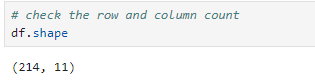 # check the row and column count
df.shape
(214, 11)